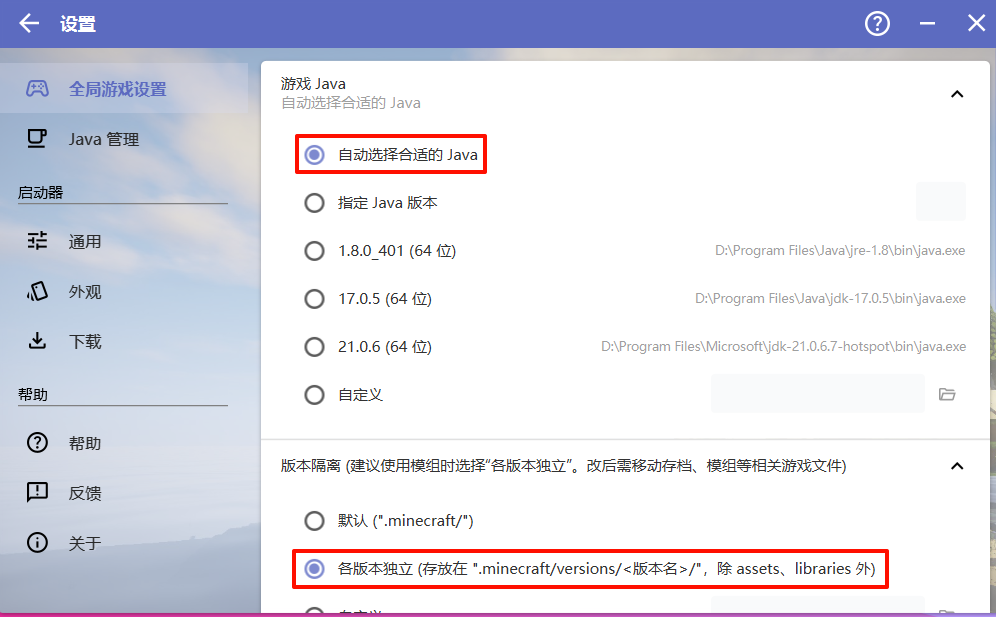 设置
全局游戏设置
Java 管理
启动器
通用
外观
下载
帮助
帮助
反馈
关于
游戏 Java
自动选择合适的 Java
自动选择合适的 Java
指定 Java 版本
1.8.0_401 (64 位) D:\Program Files\Java\jre-1.8\bin\java.exe
17.0.5 (64 位) D:\Program Files\Java\jdk-17.0.5\bin\java.exe
21.0.6 (64 位) D:\Program Files\Microsoft\jdk-21.0.6.7-hotspot\bin\java.exe
自定义
版本隔离 (建议使用模组时选择“各版本独立”。改后需移动存档、模组等相关游戏文件)
默认 (".minecraft/")
各版本独立 (存放在 ".minecraft/versions/<版本名>/"，除 assets、libraries 外)